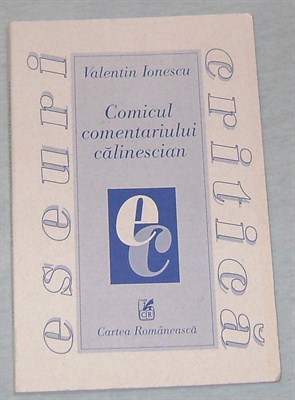 eseuri
Valentin Ionescu
Comicul
comentariului
călinescian
ec
CR
Cartea Românească
critică